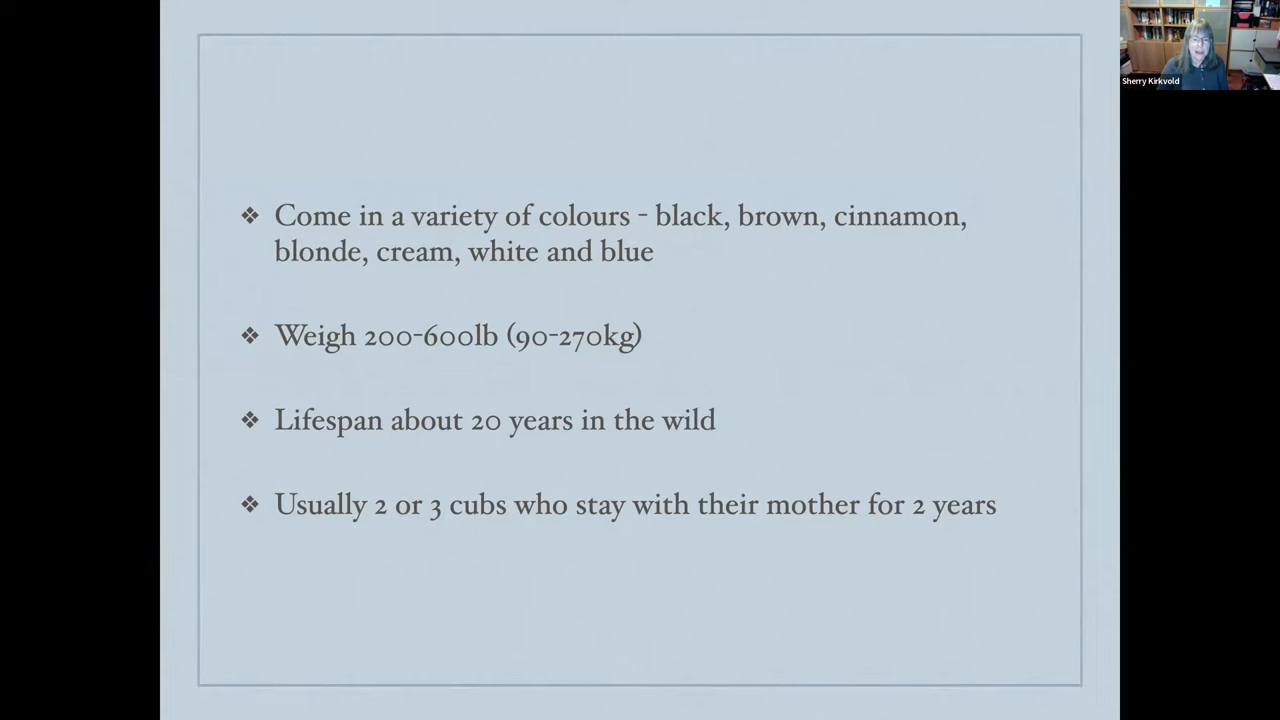 Sherry Kirkvold
❖ Come in a variety of colours - black, brown, cinnamon,
blonde, cream, white and blue
❖ Weigh 200-600lb (90-270kg)
❖ Lifespan about 20 years in the wild
❖ Usually 2 or 3 cubs who stay with their mother for 2 years